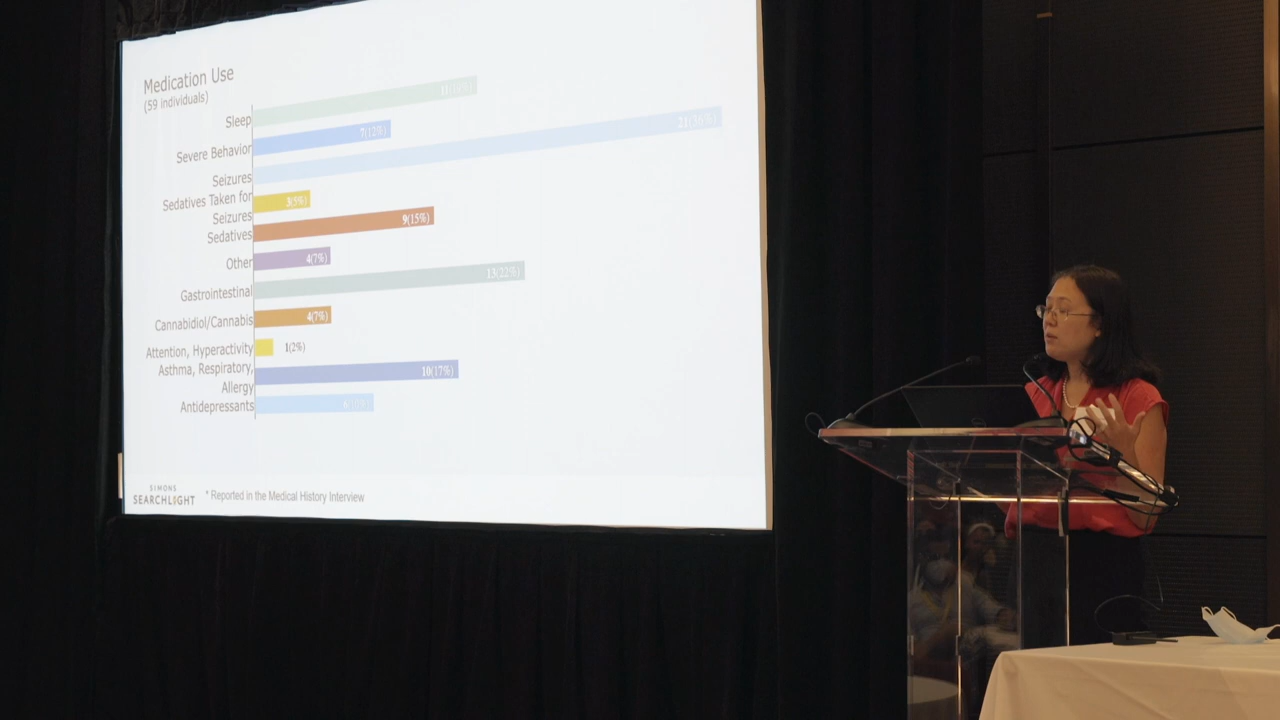 Medication Use
(59 individuals)
Sleep
Severe Behavior
7(12%)
Seizures
21(36%)
Sedatives Taken for
Seizures
3(5%)
Sedatives
9(15%)
Other
4(7%)
Gastrointestinal
13(22%)
Cannabidiol/Cannabis
4(7%)
Attention, Hyperactivity
1(2%)
Asthma, Respiratory,
Allergy
10(17%)
Antidepressants
SIMONS
SEARCHLIGHT
* Reported in the Medical History Interview